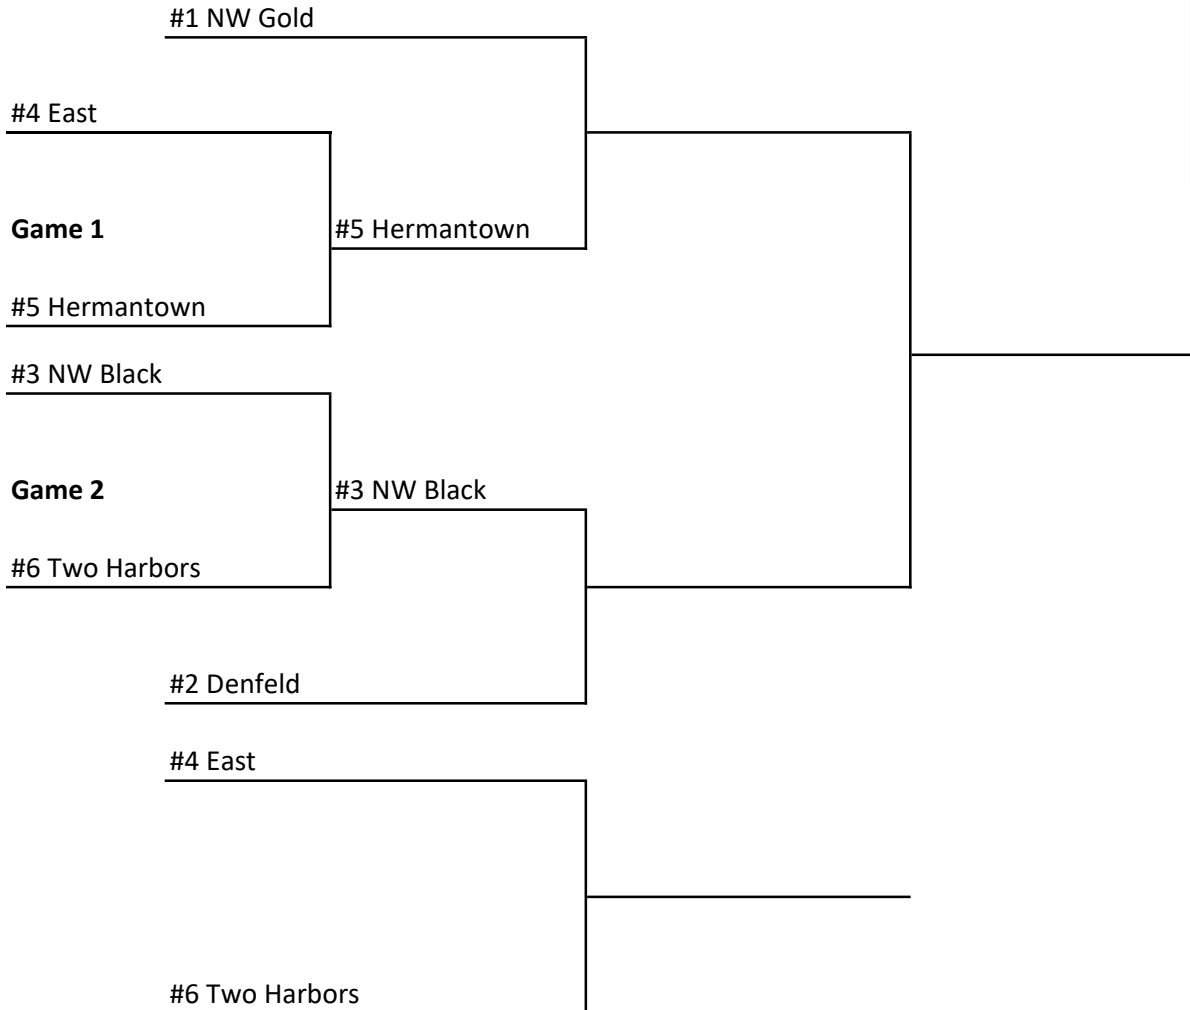 #1 NW Gold
#4 East
Game 1
#5 Hermantown
#5 Hermantown
#3 NW Black
Game 2
#3 NW Black
#6 Two Harbors
#2 Denfeld
#4 East
#6 Two Harbors